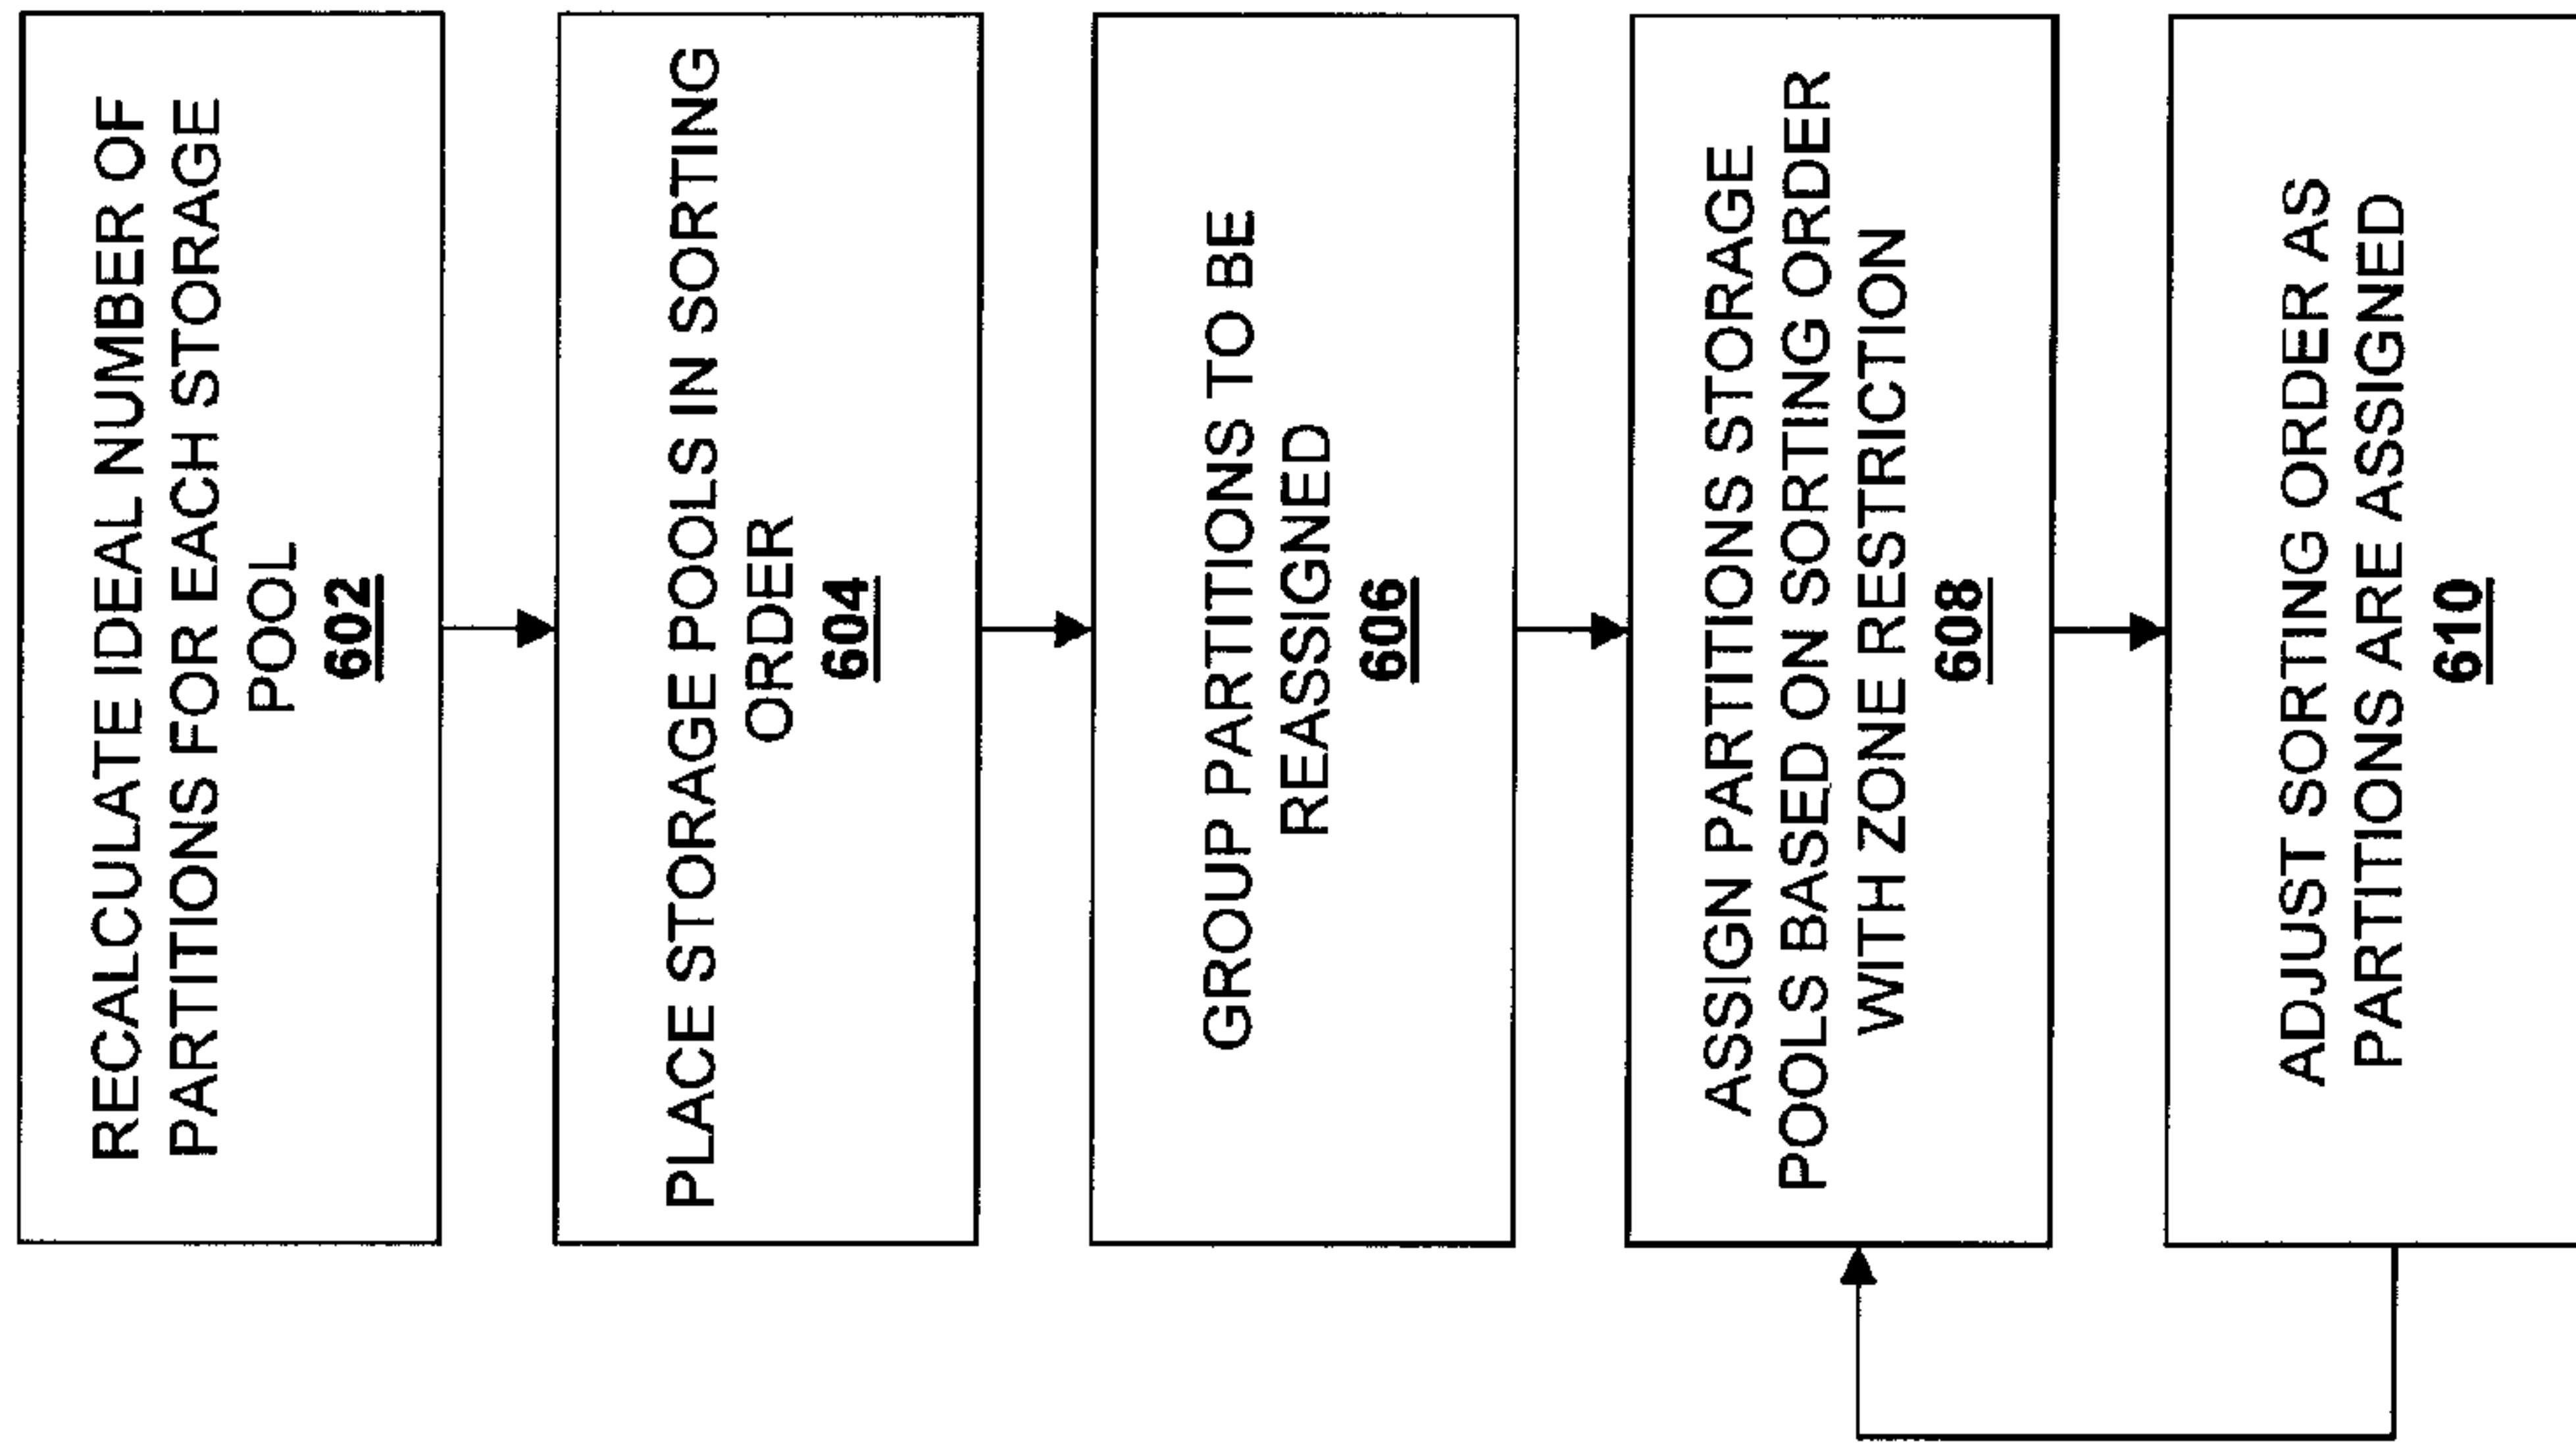 RECALCULATE IDEAL NUMBER OF
PARTITIONS FOR EACH STORAGE
POOL
602
PLACE STORAGE POOLS IN SORTING
ORDER
604
GROUP PARTITIONS TO BE
REASSIGNED
606
ASSIGN PARTITIONS STORAGE
POOLS BASED ON SORTING ORDER
WITH ZONE RESTRICTION
608
ADJUST SORTING ORDER AS
PARTITIONS ARE ASSIGNED
610